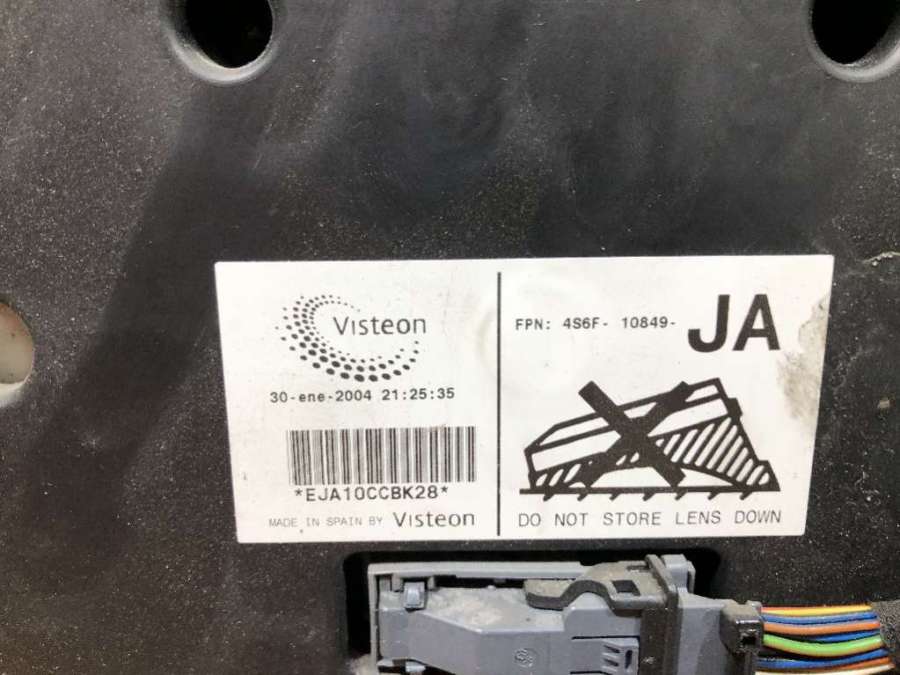 Visteon
30-ene-2004 21:25:35
*EJA10CCBK28*
MADE IN SPAIN BY Visteon
FPN: 4S6F- 10849- JA
DO NOT STORE LENS DOWN